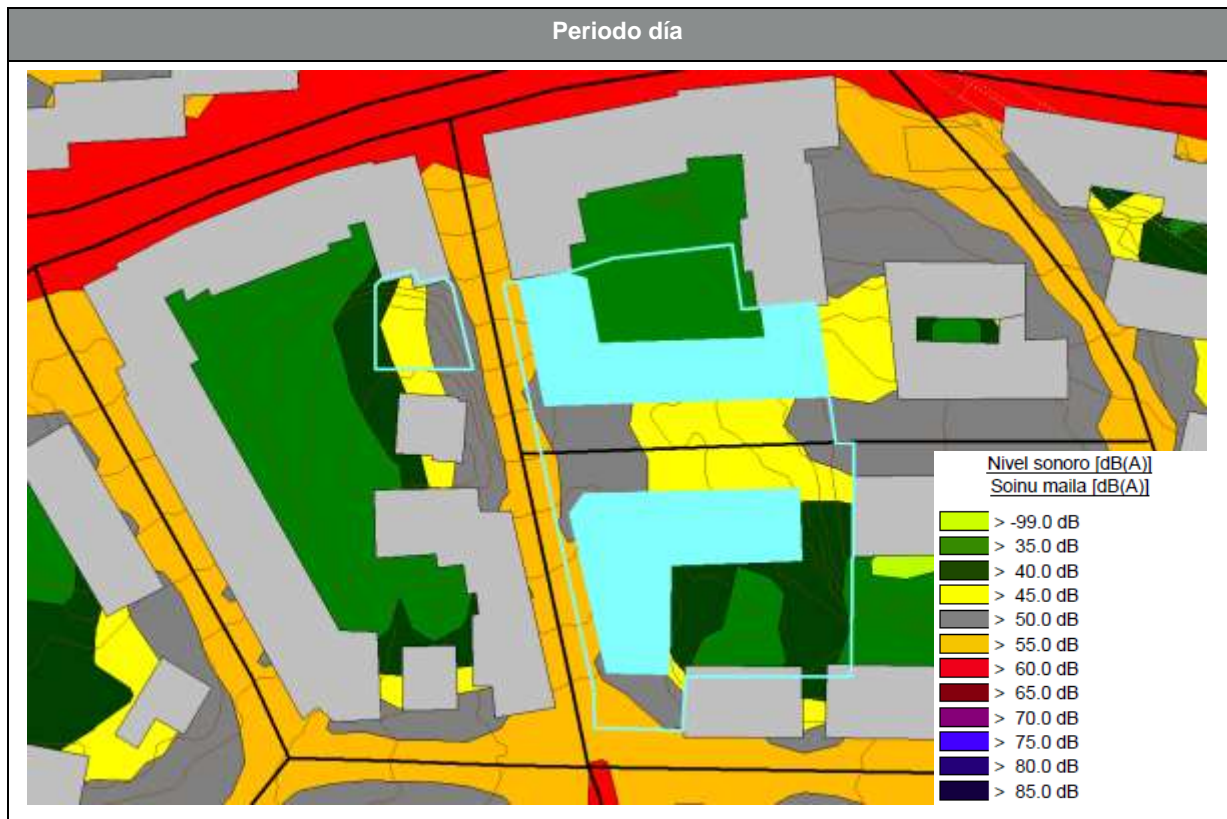 Periodo día
Nivel sonoro [dB(A)]
Soinu maila [dB(A)]
> -99.0 dB
> 35.0 dB
> 40.0 dB
> 45.0 dB
> 50.0 dB
> 55.0 dB
> 60.0 dB
> 65.0 dB
> 70.0 dB
> 75.0 dB
> 80.0 dB
> 85.0 dB